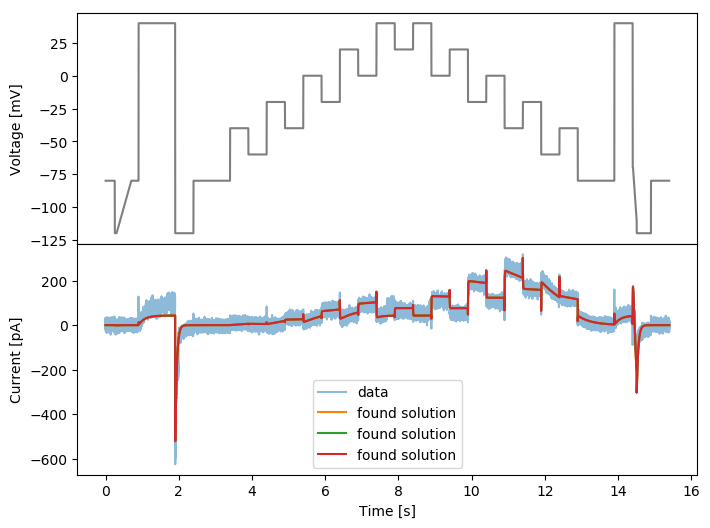 Voltage [mV]
25
0
−25
−50
−75
−100
−125
Current [pA]
200
0
−200
−400
−600
data
found solution
found solution
found solution
0 2 4 6 8 10 12 14 16
Time [s]